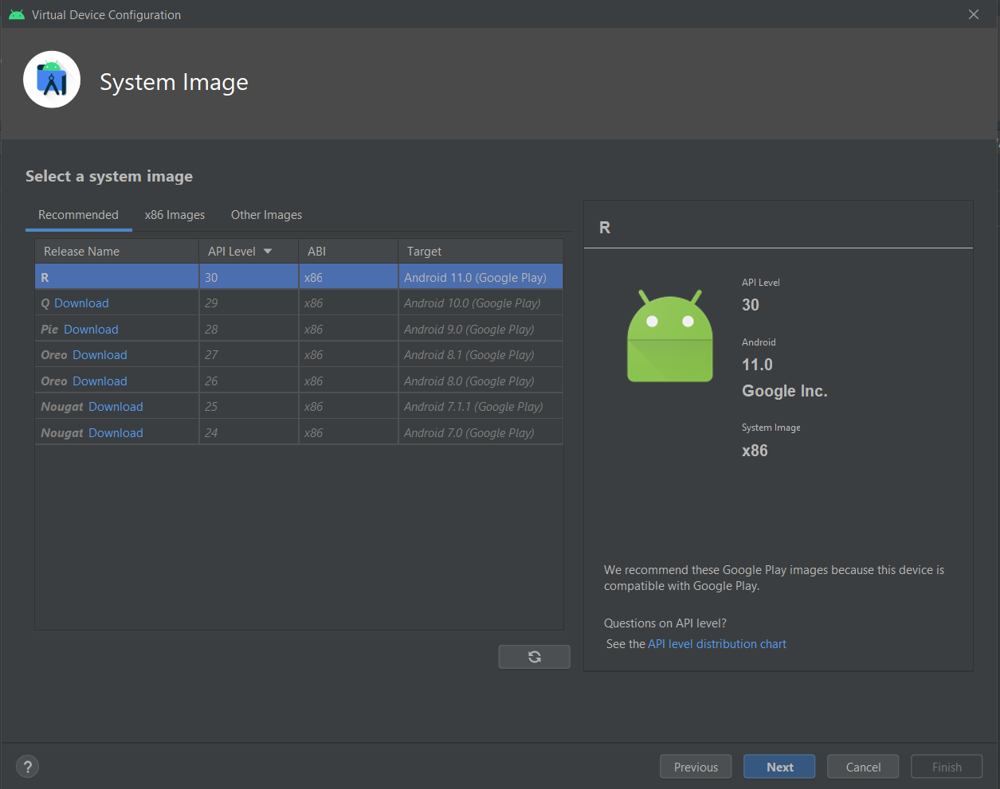 Virtual Device Configuration
System Image
Select a system image
Recommended x86 Images Other Images
Release Name API Level ABI Target
R 30 x86 Android 11.0 (Google Play)
Q Download 29 x86 Android 10.0 (Google Play)
Pie Download 28 x86 Android 9.0 (Google Play)
Oreo Download 27 x86 Android 8.1 (Google Play)
Oreo Download 26 x86 Android 8.0 (Google Play)
Nougat Download 25 x86 Android 7.1.1 (Google Play)
Nougat Download 24 x86 Android 7.0 (Google Play)
R
API Level
30
Android
11.0
Google Inc.
System Image
x86
We recommend these Google Play images because this device is
compatible with Google Play.
Questions on API level?
See the API level distribution chart
? Previous Next Cancel Finish